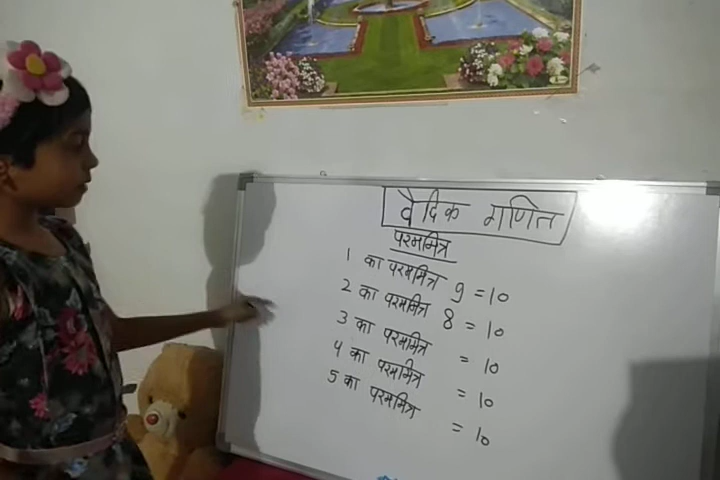 वैदिक गणित
परममित्र
1 का परममित्र 9 = 10
2 का परममित्र 8 = 10
3 का परममित्र = 10
4 का परममित्र = 10
5 का परममित्र = 10